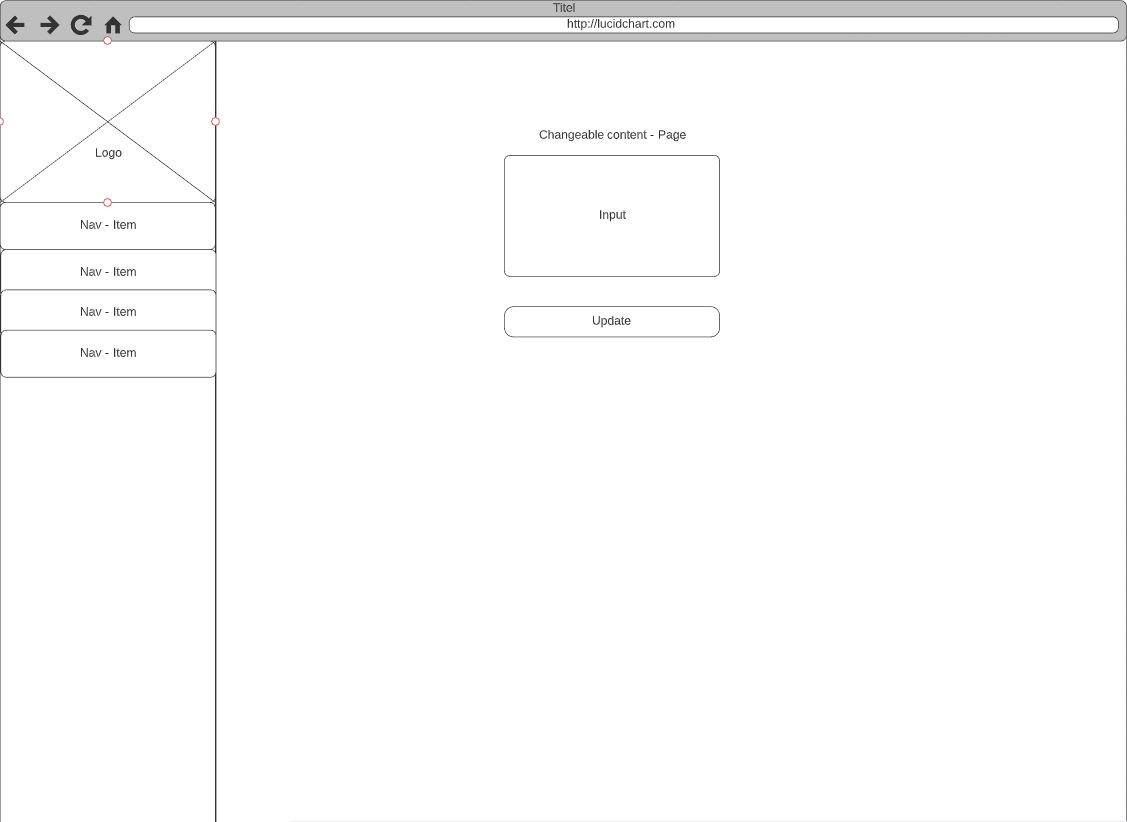 Titel
http://lucidchart.com
Logo
Nav - Item
Nav - Item
Nav - Item
Nav - Item
Changeable content - Page
Input
Update